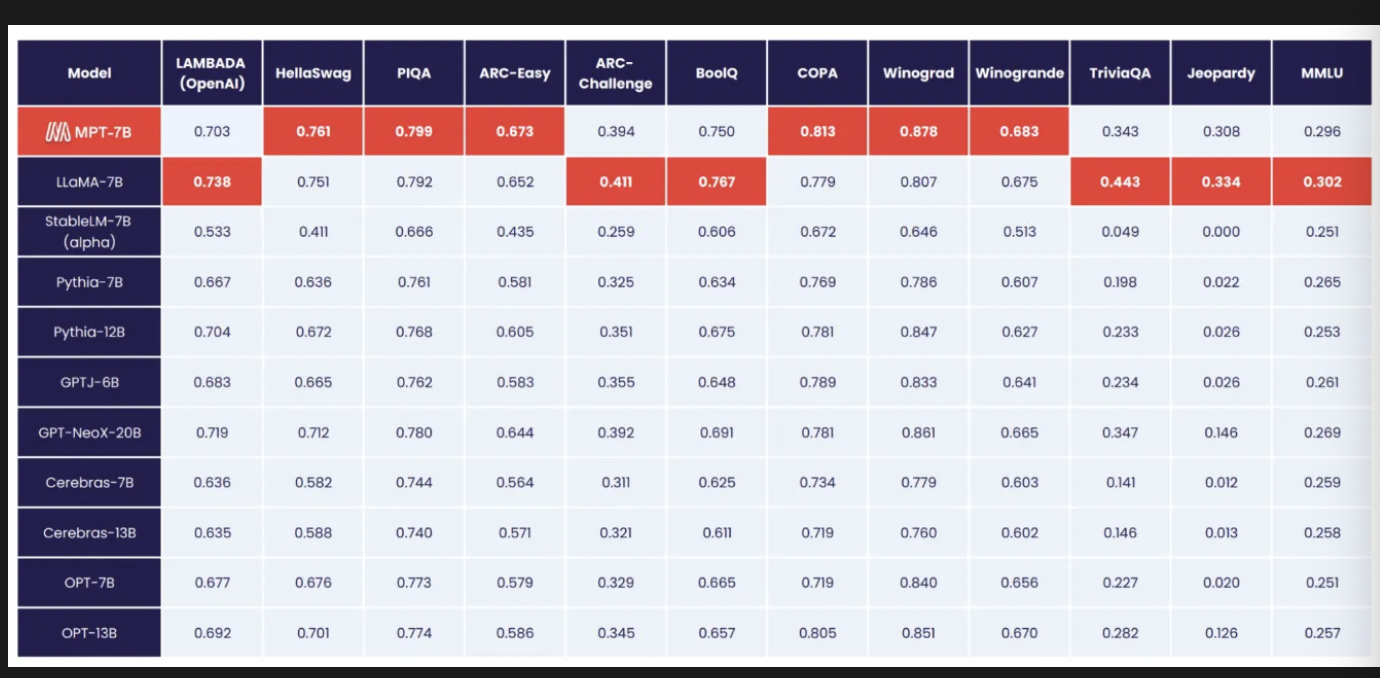 Model LAMBADA (OpenAI) HellaSwag PIQA ARC-Easy ARC-Challenge BoolQ COPA Winograd Winogrande TriviaQA Jeopardy MMLU
MPT-7B 0.703 0.761 0.799 0.673 0.394 0.750 0.813 0.878 0.683 0.343 0.308 0.296
LLaMA-7B 0.738 0.751 0.792 0.652 0.411 0.767 0.779 0.807 0.675 0.443 0.334 0.302
StableLM-7B (alpha) 0.533 0.411 0.666 0.435 0.259 0.606 0.672 0.646 0.513 0.049 0.000 0.251
Pythia-7B 0.667 0.636 0.761 0.581 0.325 0.634 0.769 0.786 0.607 0.198 0.022 0.265
Pythia-12B 0.704 0.672 0.768 0.605 0.351 0.675 0.781 0.847 0.627 0.233 0.026 0.253
GPTJ-6B 0.683 0.665 0.762 0.583 0.355 0.648 0.789 0.833 0.641 0.234 0.026 0.261
GPT-NeoX-20B 0.719 0.712 0.780 0.644 0.392 0.691 0.781 0.861 0.665 0.347 0.146 0.269
Cerebras-7B 0.636 0.582 0.744 0.564 0.311 0.625 0.734 0.779 0.603 0.141 0.012 0.259
Cerebras-13B 0.635 0.588 0.740 0.571 0.321 0.611 0.719 0.760 0.602 0.146 0.013 0.258
OPT-7B 0.677 0.676 0.773 0.579 0.329 0.665 0.719 0.840 0.656 0.227 0.020 0.251
OPT-13B 0.692 0.701 0.774 0.586 0.345 0.657 0.805 0.851 0.670 0.282 0.126 0.257